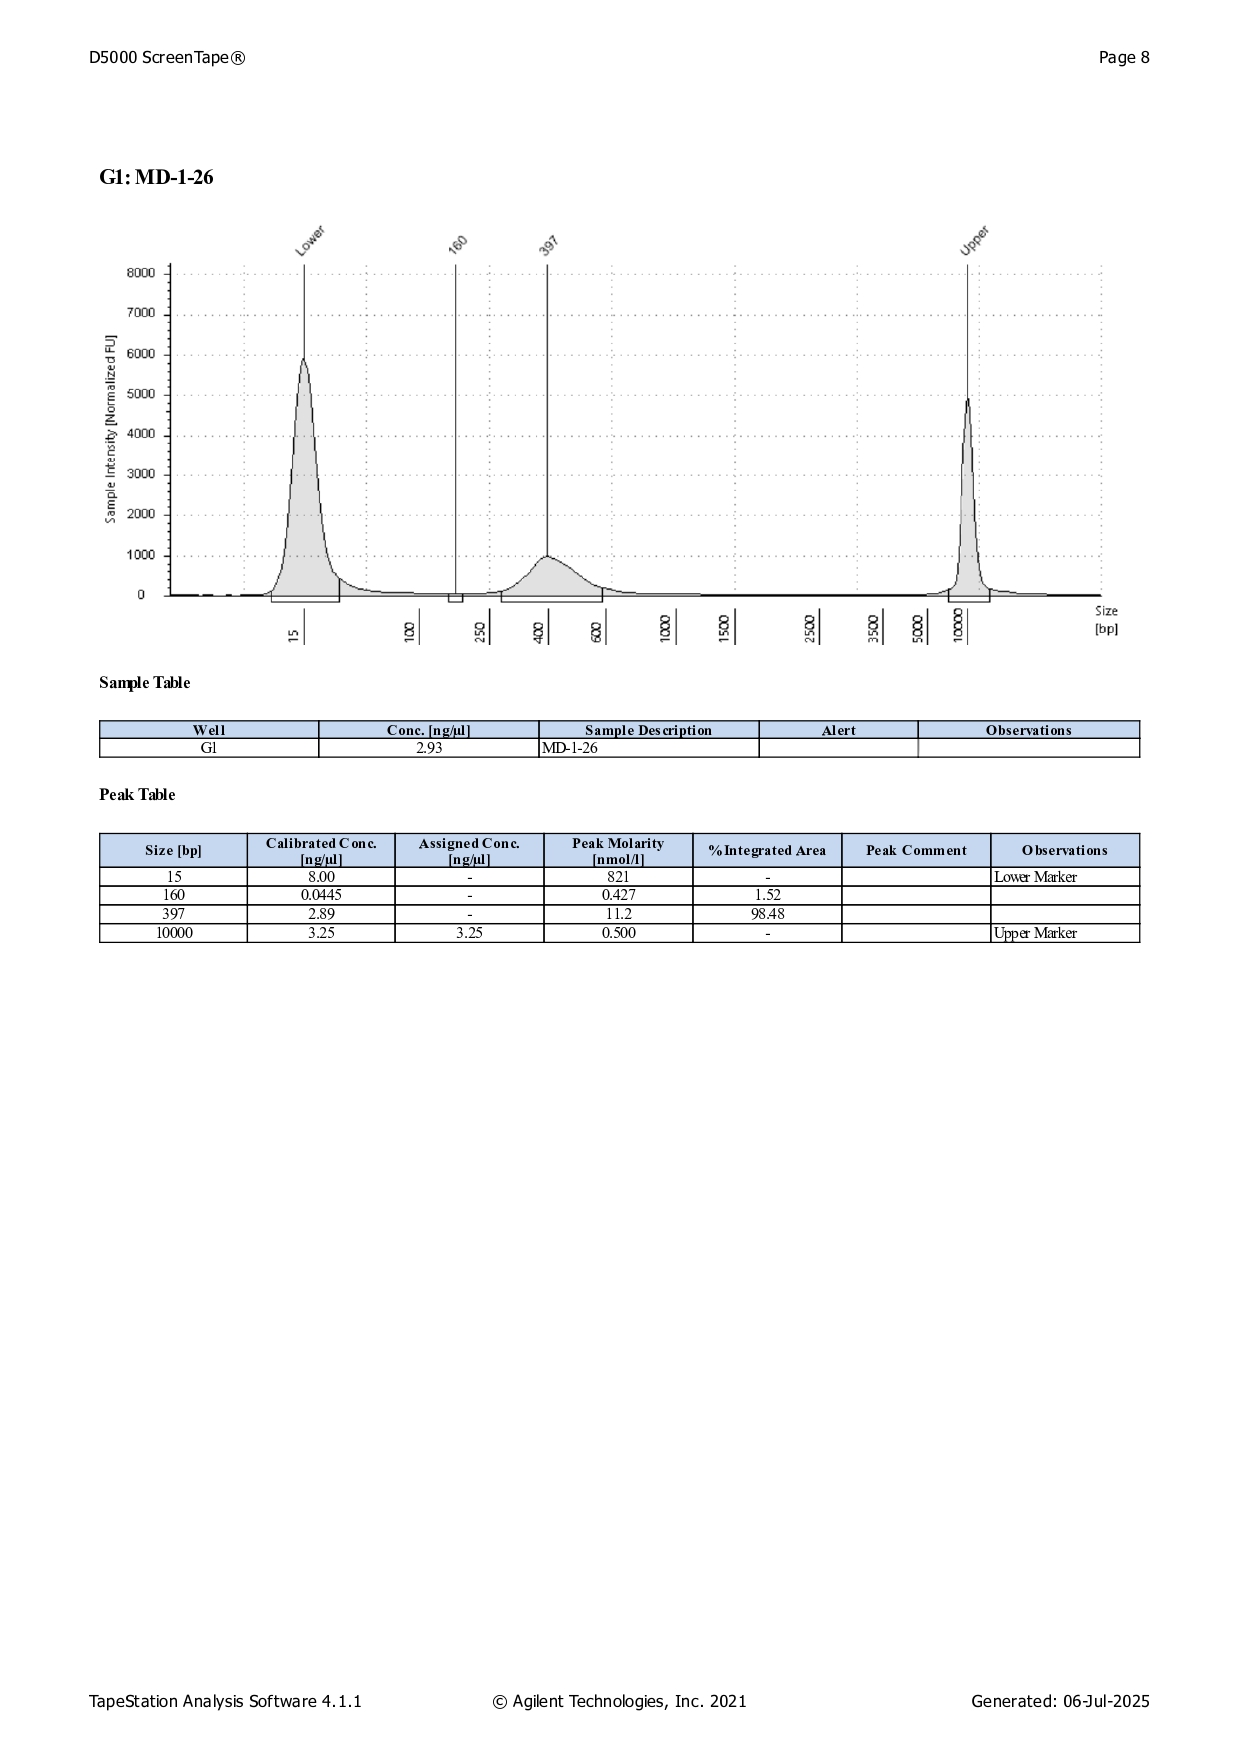 D5000 ScreenTape® Page 8
G1: MD-1-26
Lower 160 397 Upper
Sample Intensity [Normalized FU]
8000
7000
6000
5000
4000
3000
2000
1000
0
15 100 250 400 600 1000 1500 2500 3500 5000 10000
Size
[bp]
Sample Table
Well Conc. [ng/µl] Sample Description Alert Observations
G1 2.93 MD-1-26
Peak Table
Size [bp] Calibrated Conc. [ng/µl] Assigned Conc. [ng/µl] Peak Molarity [nmol/l] % Integrated Area Peak Comment Observations
15 8.00 - 821 - Lower Marker
160 0.0445 - 0.427 1.52
397 2.89 - 11.2 98.48
10000 3.25 3.25 0.500 - Upper Marker
TapeStation Analysis Software 4.1.1 © Agilent Technologies, Inc. 2021 Generated: 06-Jul-2025